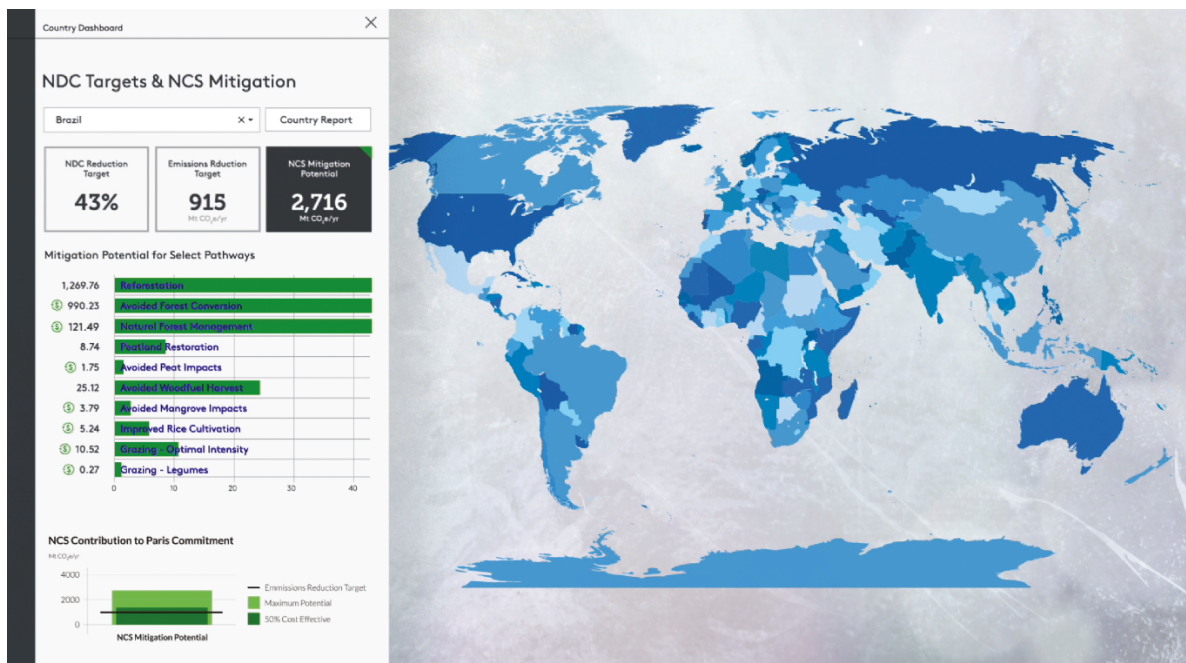 Country Dashboard
NDC Targets & NCS Mitigation
Brazil
Country Report
NDC Reduction
Target
43%
Emissions Rduction
Target
915
Mt CO₂e/yr
NCS Mitigation
Potential
2,716
Mt CO₂e/yr
Mitigation Potential for Select Pathways
1,269.76 Reforestation
$ 990.23 Avoided Forest Conversion
$ 121.49 Natural Forest Management
8.74 Peatland Restoration
$ 1.75 Avoided Peat Impacts
25.12 Avoided Woodfuel Harvest
$ 3.79 Avoided Mangrove Impacts
$ 5.24 Improved Rice Cultivation
$ 10.52 Grazing - Optimal Intensity
$ 0.27 Grazing - Legumes
0 10 20 30 40
NCS Contribution to Paris Commitment
Mt CO₂e/yr
4000
2000
0
NCS Mitigation Potential
Emmissions Reduction Target
Maximum Potential
50% Cost Effective